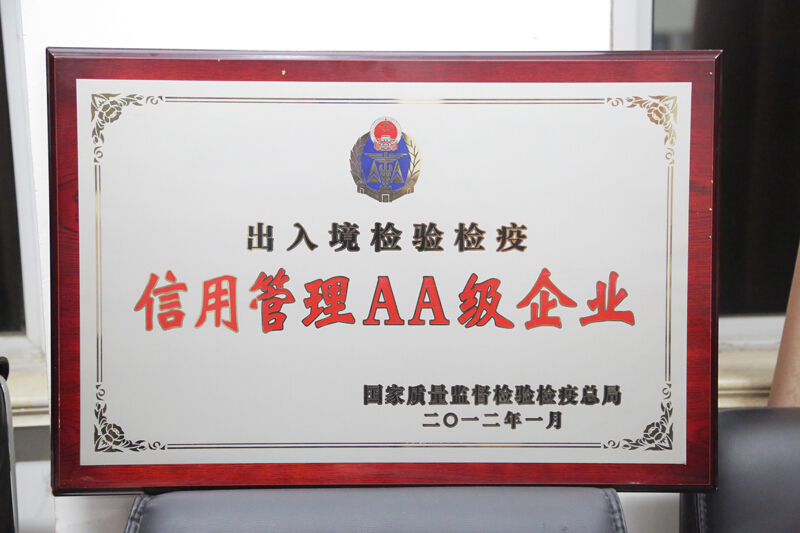 出入境检验检疫
信用管理AA级企业
国家质量监督检验检疫总局
二〇一二年一月